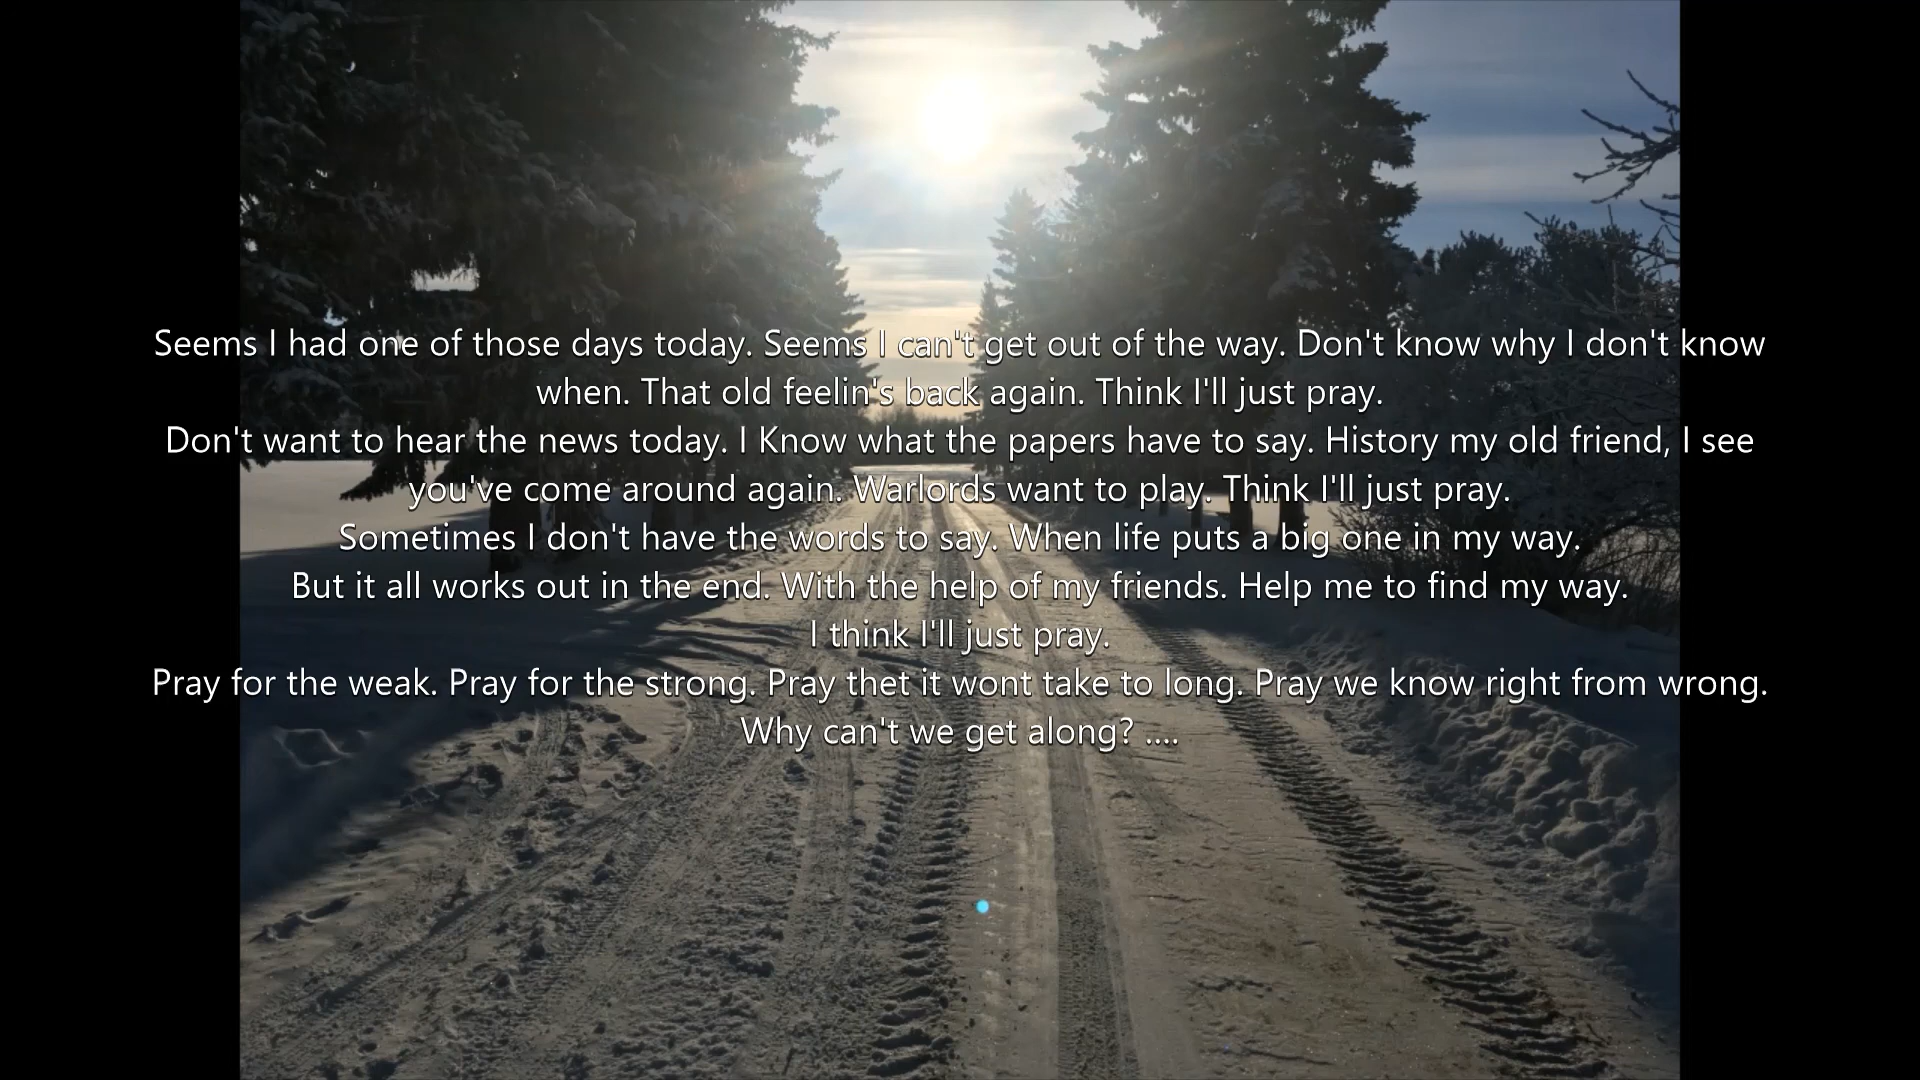 Seems I had one of those days today. Seems I can't get out of the way. Don't know why I don't know
when. That old feelin's back again. Think I'll just pray.
Don't want to hear the news today. I Know what the papers have to say. History my old friend, I see
you've come around again. Warlords want to play. Think I'll just pray.
Sometimes I don't have the words to say. When life puts a big one in my way.
But it all works out in the end. With the help of my friends. Help me to find my way.
I think I'll just pray.
Pray for the weak. Pray for the strong. Pray thet it wont take to long. Pray we know right from wrong.
Why can't we get along? ....